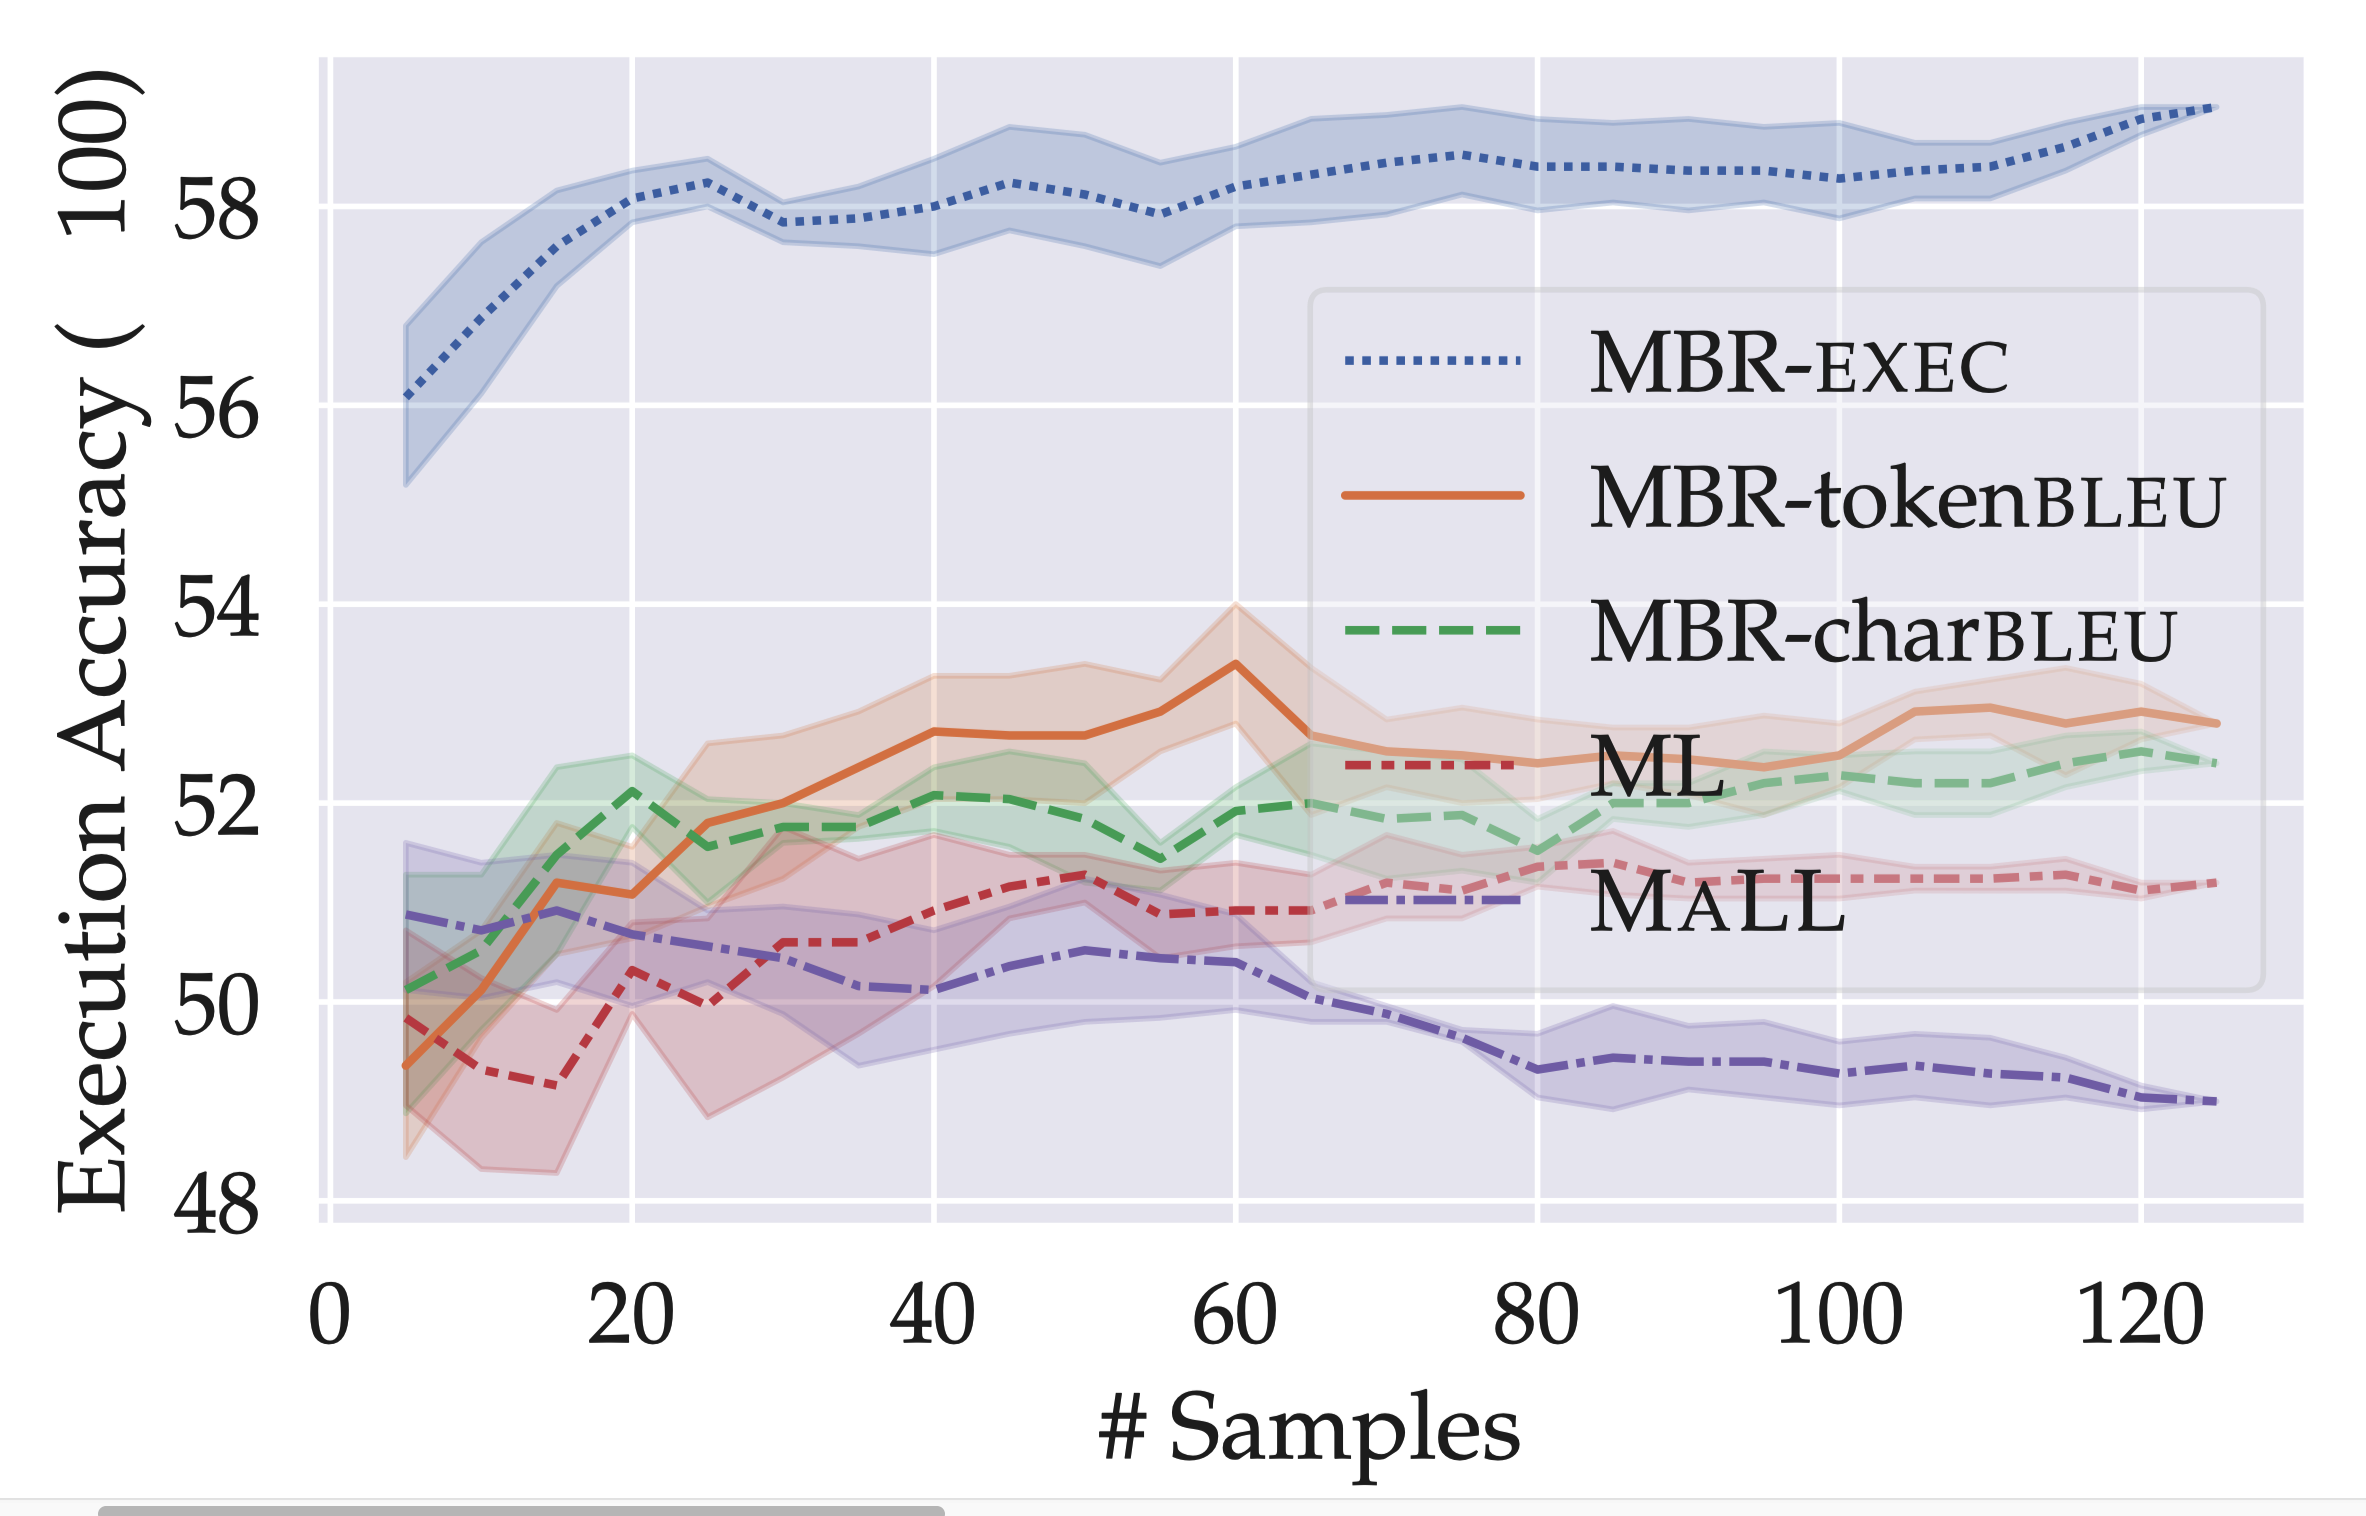 Execution Accuracy ( 100)
58
56
54
52
50
48
MBR-EXEC
MBR-tokenBLEU
MBR-charBLEU
ML
MALL
0 20 40 60 80 100 120
# Samples